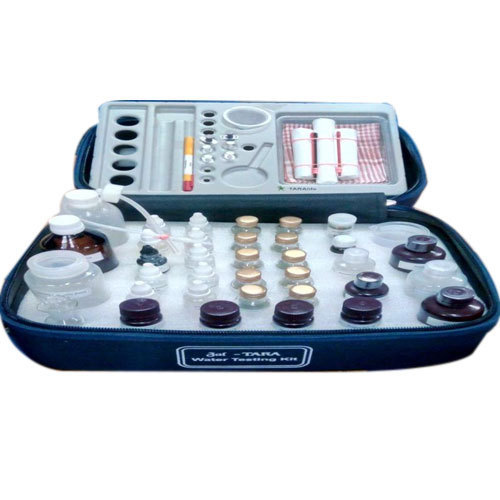 TARAlife
Jal - TARA
Water Testing Kit